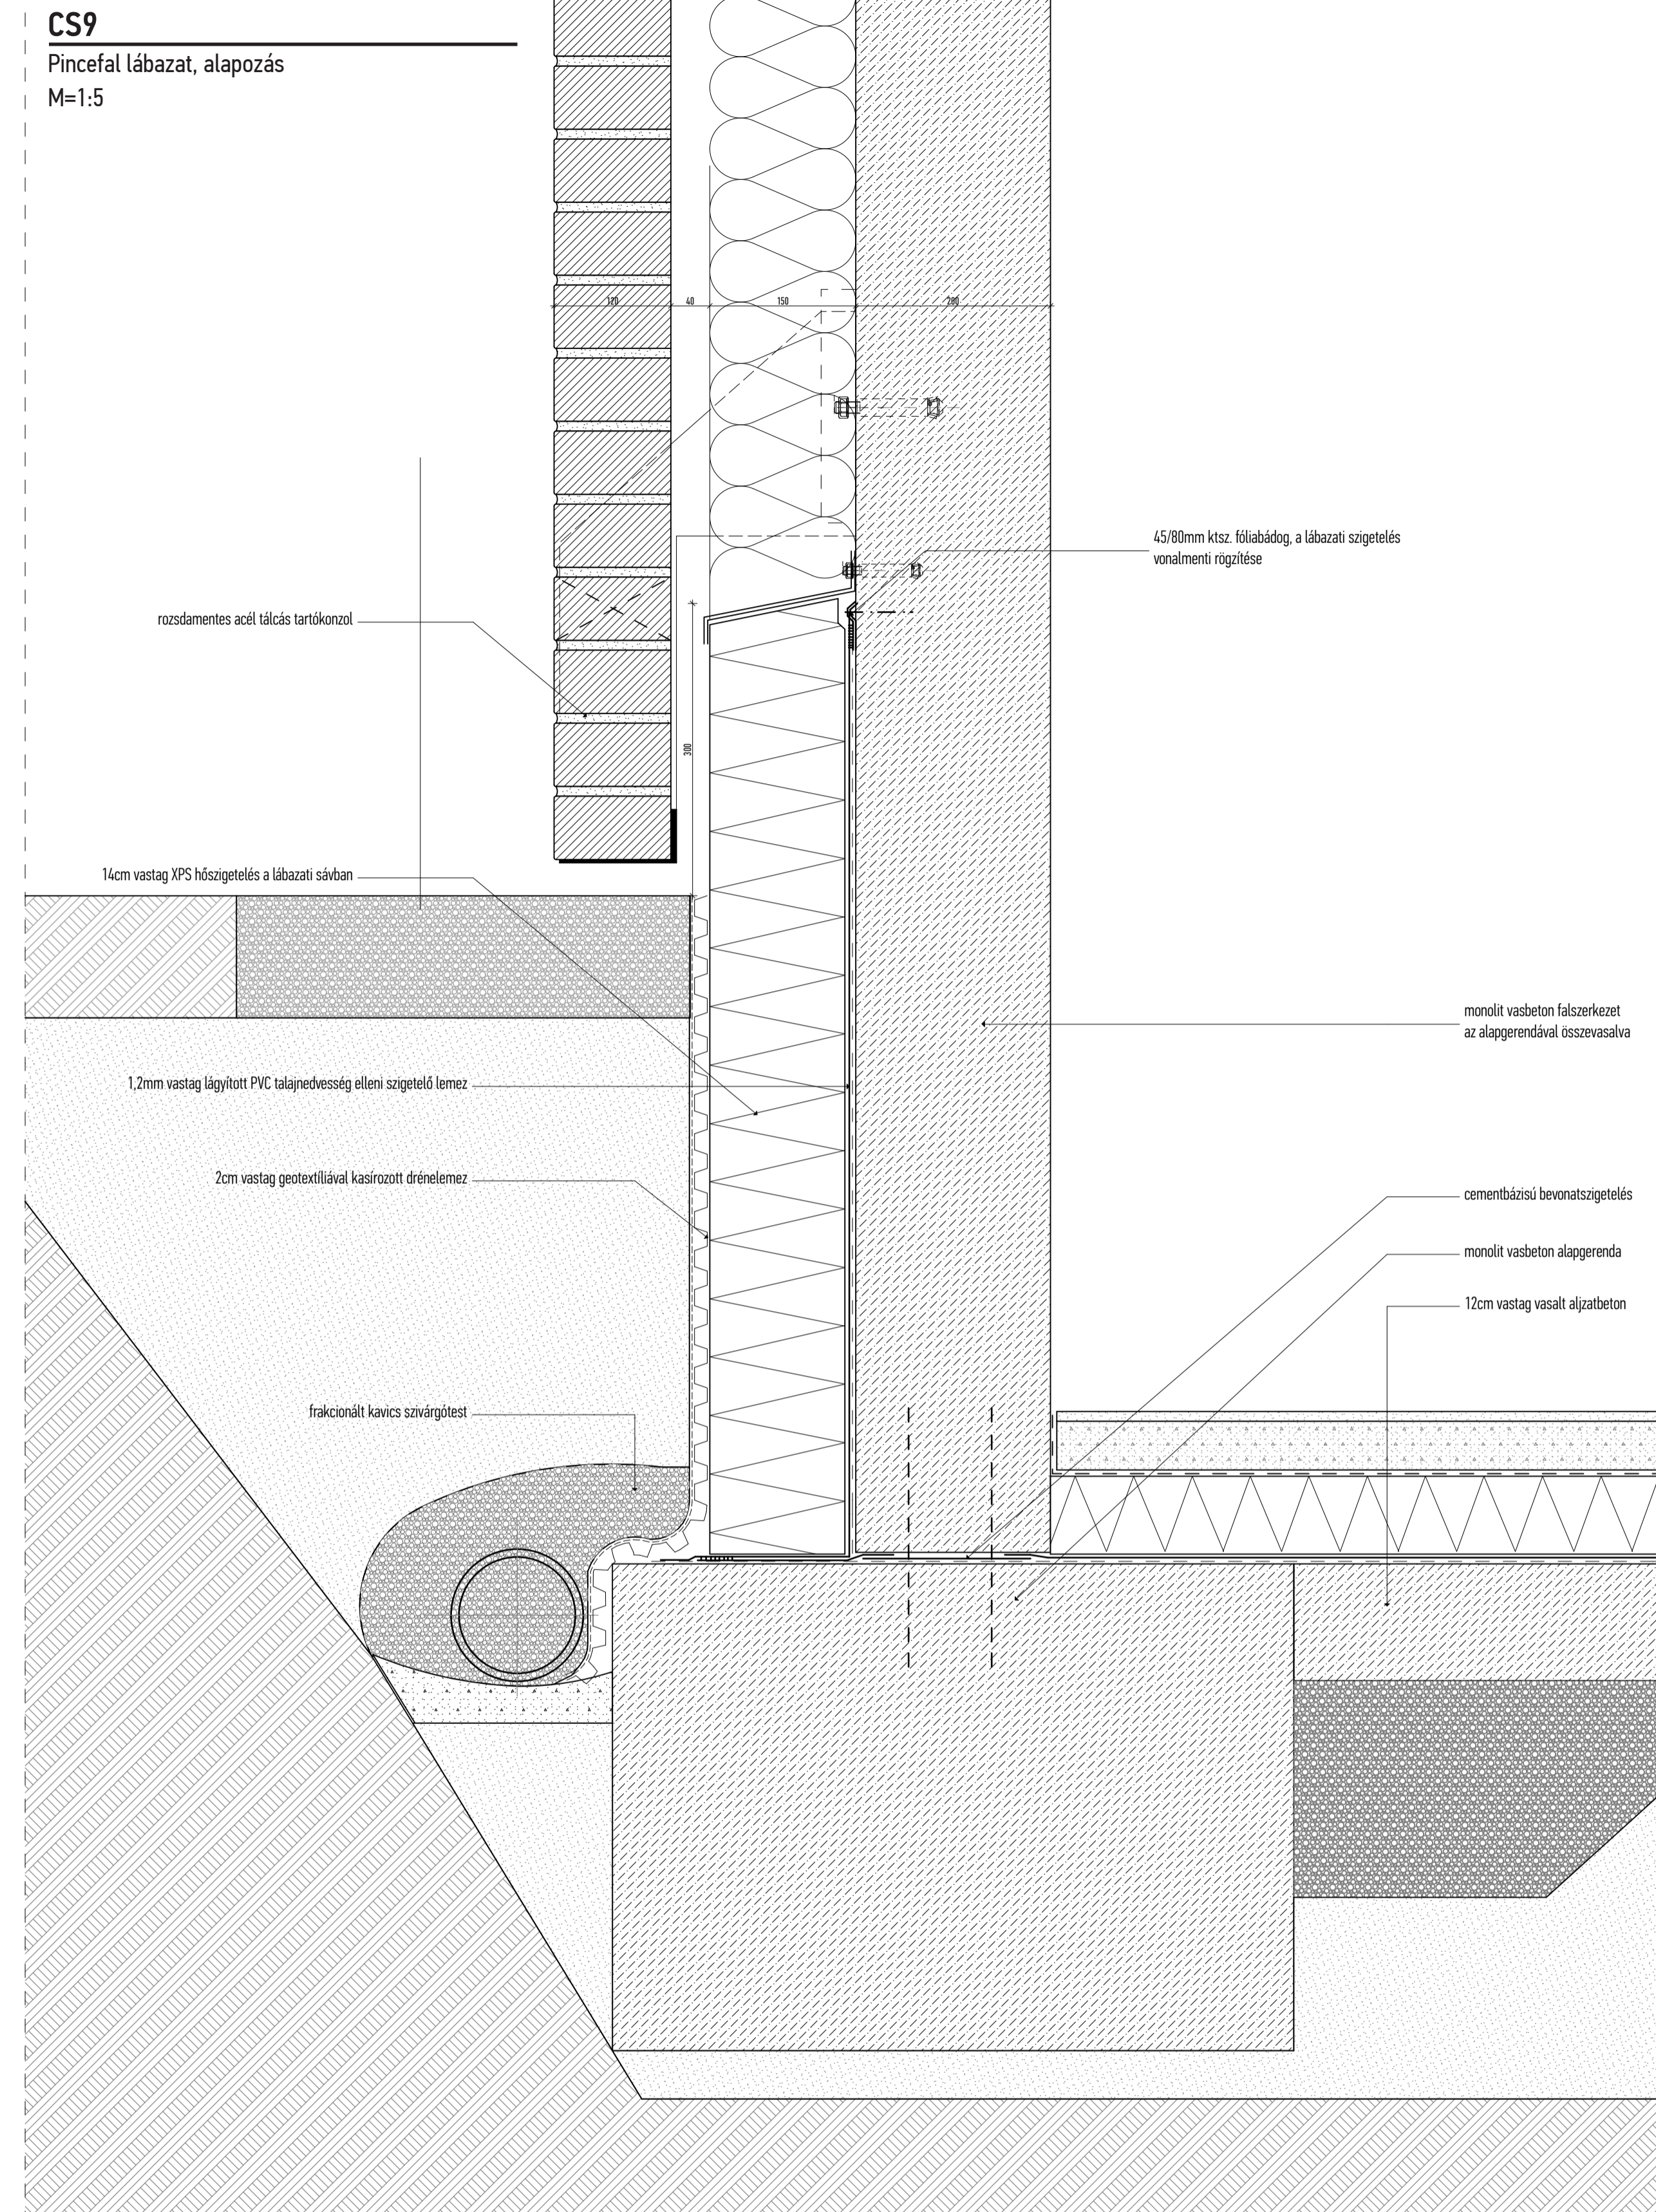 CS9
Pincefal lábazat, alapozás
M=1:5
120
40
150
200
45/80mm ktsz. fóliabádog, a lábazati szigetelés
vonalmenti rögzítése
rozsdamentes acél tálcás tartókonzol
300
14cm vastag XPS hőszigetelés a lábazati sávban
monolit vasbeton falszerkezet
az alapgerendával összevasalva
1,2mm vastag lágyított PVC talajnedvesség elleni szigetelő lemez
2cm vastag geotextíliával kasírozott drénelemez
cementbázisú bevonatszigetelés
monolit vasbeton alapgerenda
12cm vastag vasalt aljzatbeton
frakcionált kavics szivárgótest